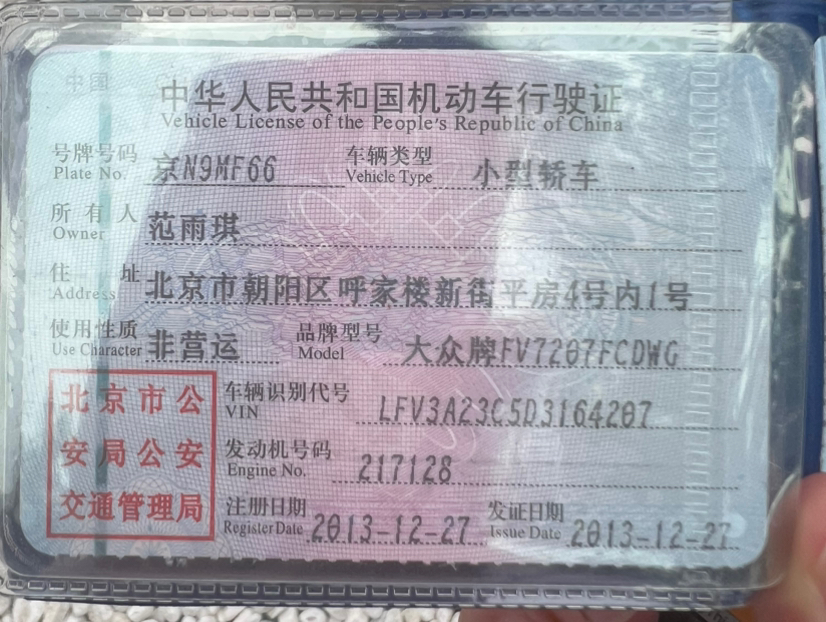 中国
中华人民共和国机动车行驶证
Vehicle License of the People's Republic of China
号牌号码 京N9MF66 车辆类型 小型轿车
Plate No. Vehicle Type
所有人 范雨琪
Owner
住址 北京市朝阳区呼家楼新街平房4号内1号
Address
使用性质 非营运 品牌型号 大众牌FV7207FCDWG
Use Character Model
北京市公
安局公安
交通管理局
车辆识别代号 LFV3A23C5D3164207
VIN
发动机号码 217128
Engine No.
注册日期 2013-12-27 发证日期 2013-12-27
Register Date Issue Date